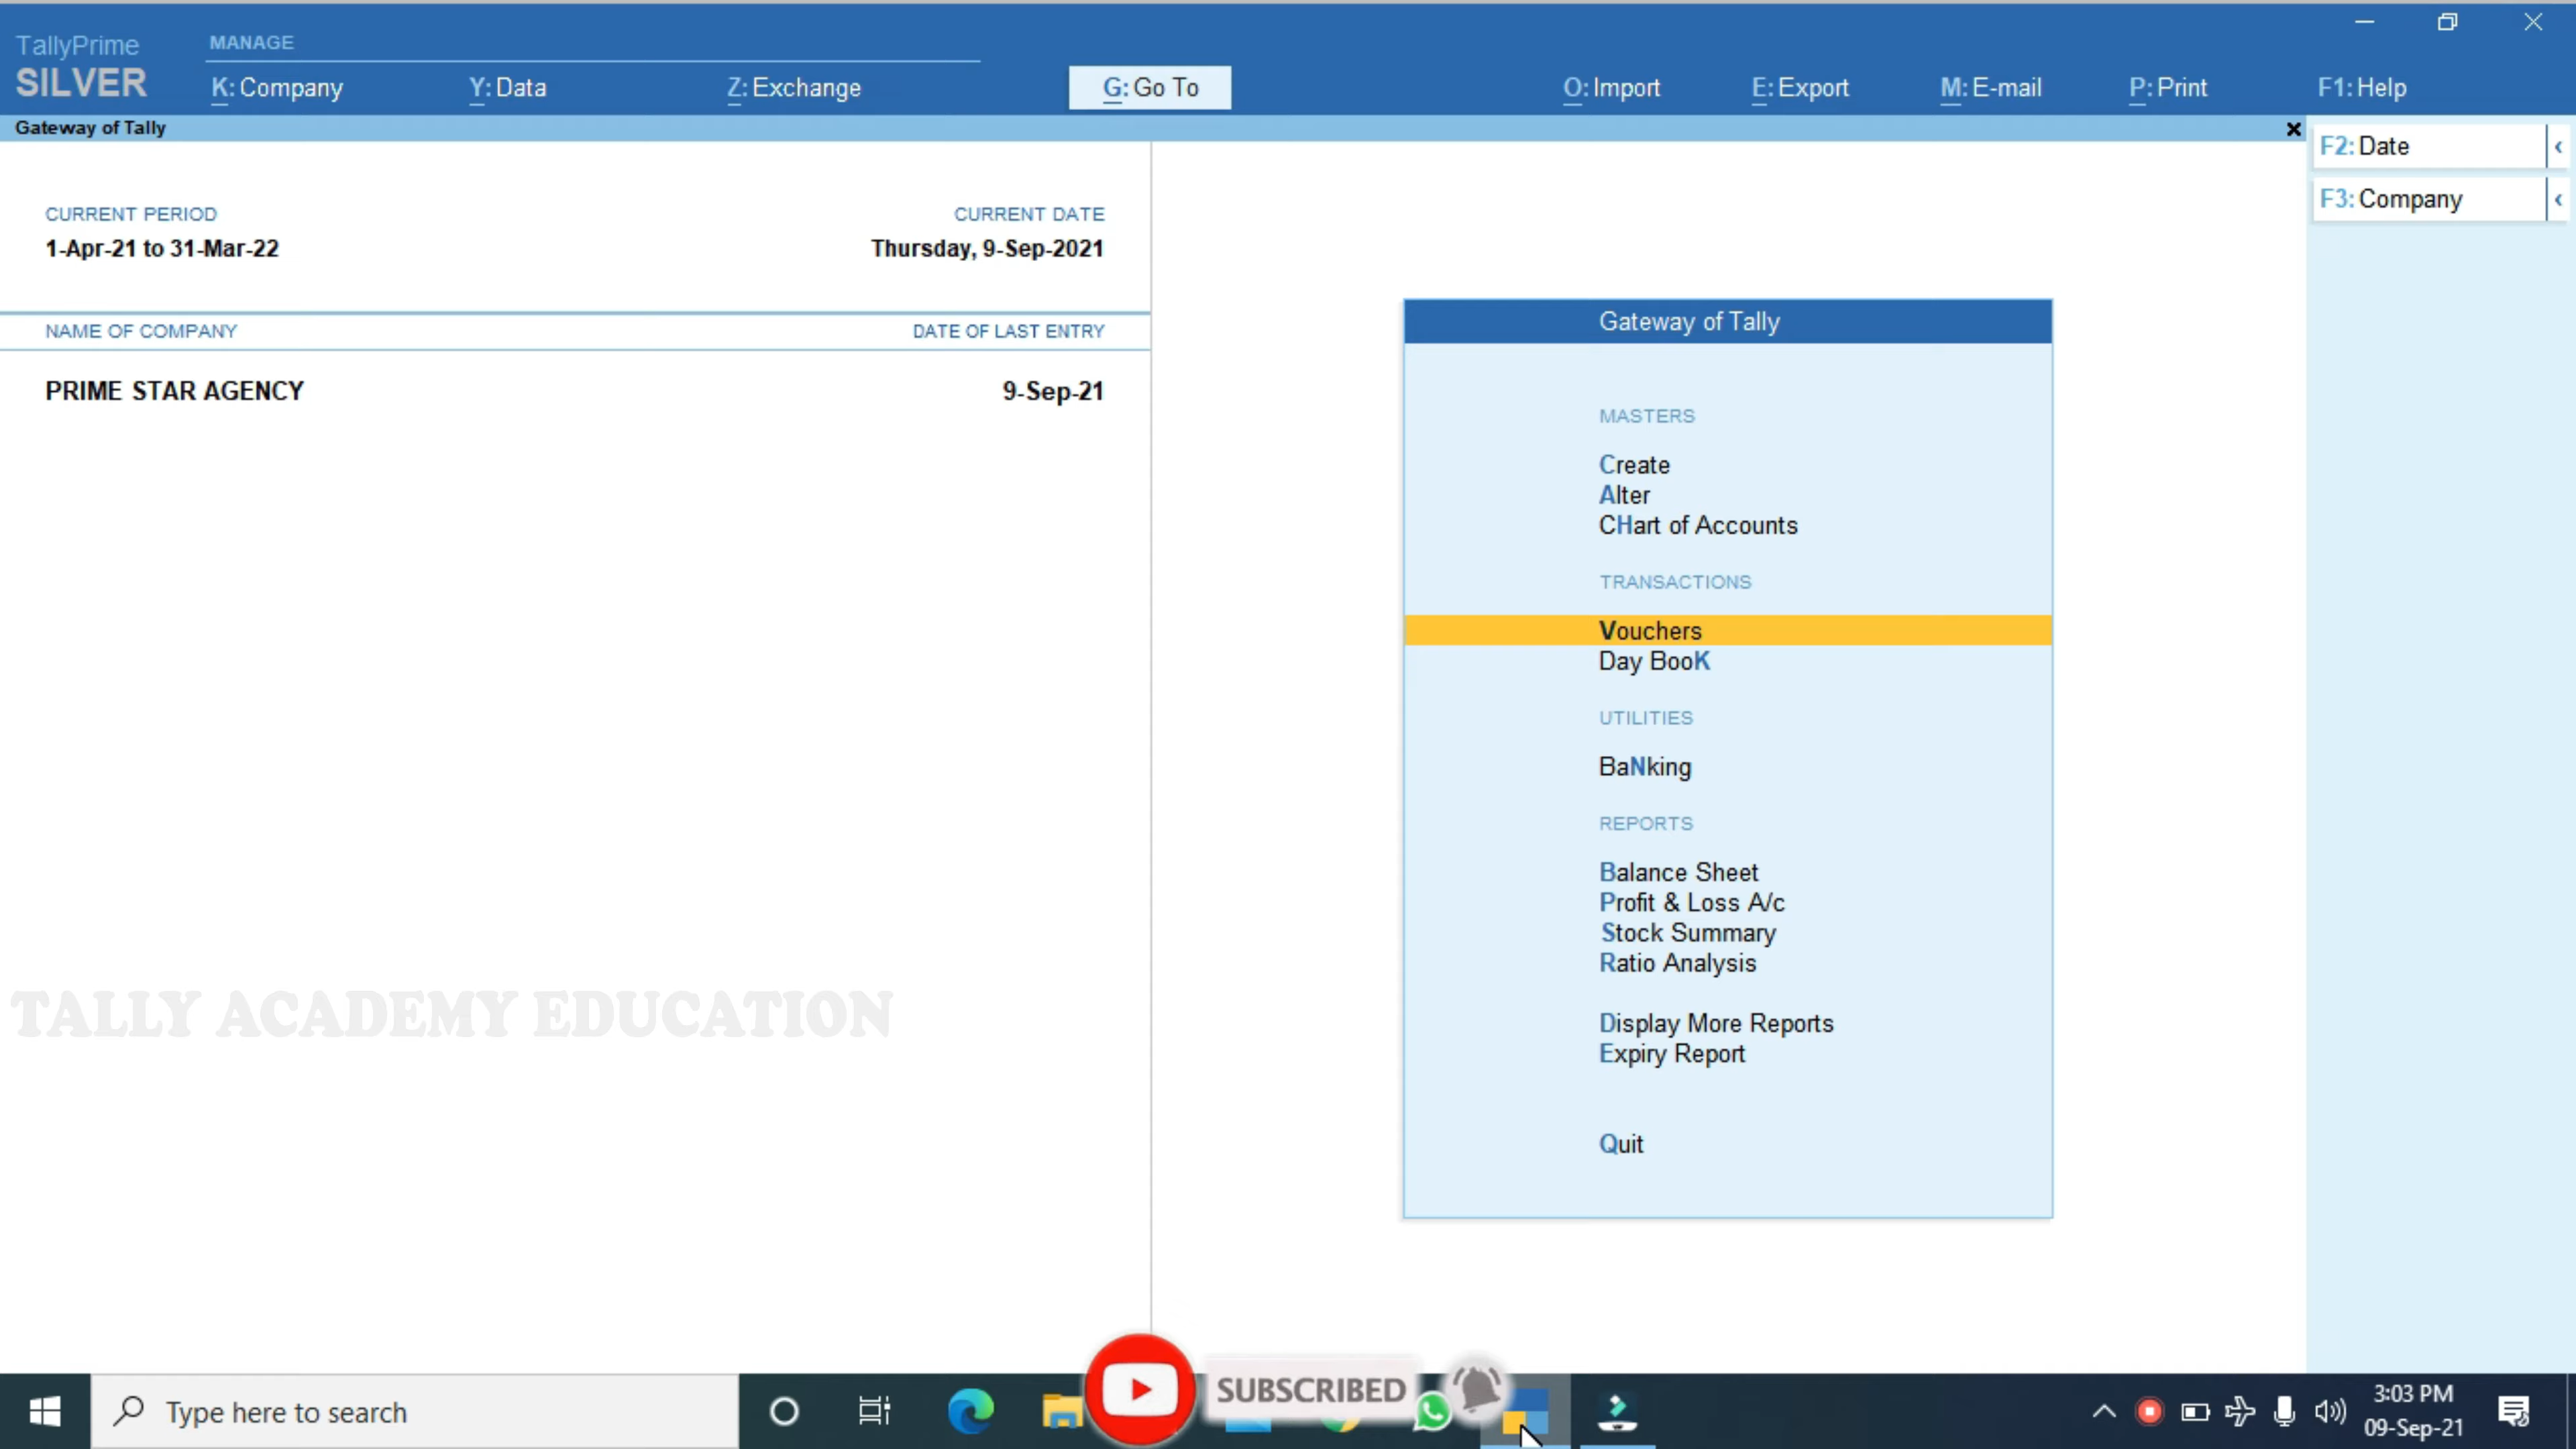 TallyPrime
SILVER
MANAGE
K: Company
Y: Data
Z: Exchange
G: Go To
O: Import
E: Export
M: E-mail
P: Print
F1: Help
Gateway of Tally
F2: Date
F3: Company
CURRENT PERIOD
CURRENT DATE
1-Apr-21 to 31-Mar-22
Thursday, 9-Sep-2021
NAME OF COMPANY
DATE OF LAST ENTRY
PRIME STAR AGENCY
9-Sep-21
Gateway of Tally
MASTERS
Create
Alter
CHart of Accounts
TRANSACTIONS
Vouchers
Day BooK
UTILITIES
BaNking
REPORTS
Balance Sheet
Profit & Loss A/c
Stock Summary
Ratio Analysis
Display More Reports
Expiry Report
Quit
TALLY ACADEMY EDUCATION
Type here to search
SUBSCRIBED
3:03 PM
09-Sep-21